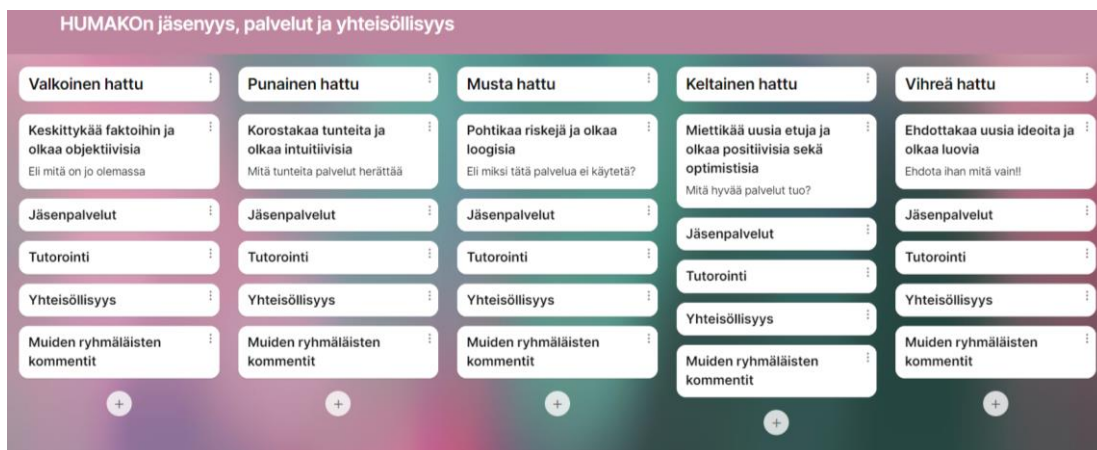 HUMAKOn jäsenyys, palvelut ja yhteisöllisyys
Valkoinen hattu
Keskittykää faktoihin ja
olkaa objektiivisia
Eli mitä on jo olemassa
Jäsenpalvelut
Tutorointi
Yhteisöllisyys
Muiden ryhmäläisten
kommentit
Punainen hattu
Korostakaa tunteita ja
olkaa intuitiivisia
Mitä tunteita palvelut herättää
Jäsenpalvelut
Tutorointi
Yhteisöllisyys
Muiden ryhmäläisten
kommentit
Musta hattu
Pohtikaa riskejä ja olkaa
loogisia
Eli miksi tätä palvelua ei käytetä?
Jäsenpalvelut
Tutorointi
Yhteisöllisyys
Muiden ryhmäläisten
kommentit
Keltainen hattu
Miettikää uusia etuja ja
olkaa positiivisia sekä
optimistisia
Mitä hyvää palvelut tuo?
Jäsenpalvelut
Tutorointi
Yhteisöllisyys
Muiden ryhmäläisten
kommentit
Vihreä hattu
Ehdottakaa uusia ideoita ja
olkaa luovia
Ehdota ihan mitä vain!!
Jäsenpalvelut
Tutorointi
Yhteisöllisyys
Muiden ryhmäläisten
kommentit